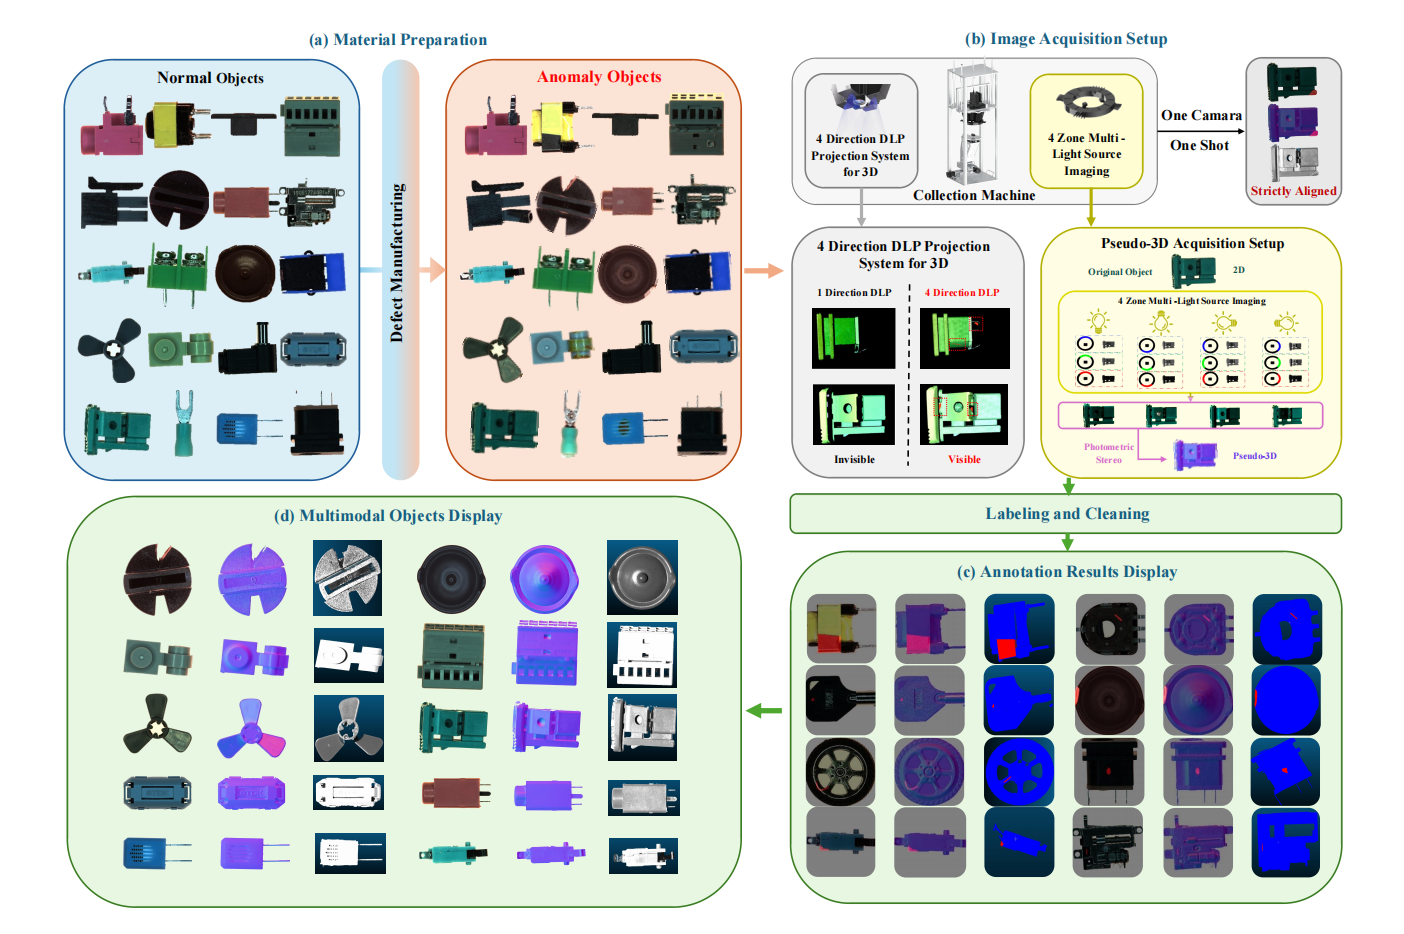 (a) Material Preparation
Normal Objects
Defect Manufacturing
Anomaly Objects
(b) Image Acquisition Setup
4 Direction DLP
Projection System
for 3D
Collection Machine
4 Zone Multi -
Light Source
Imaging
One Camara
One Shot
Strictly Aligned
4 Direction DLP Projection
System for 3D
1 Direction DLP
4 Direction DLP
Invisible
Visible
Pseudo-3D Acquisition Setup
Original Object
2D
4 Zone Multi -Light Source Imaging
Photometric
Stereo
Pseudo-3D
Labeling and Cleaning
(c) Annotation Results Display
(d) Multimodal Objects Display